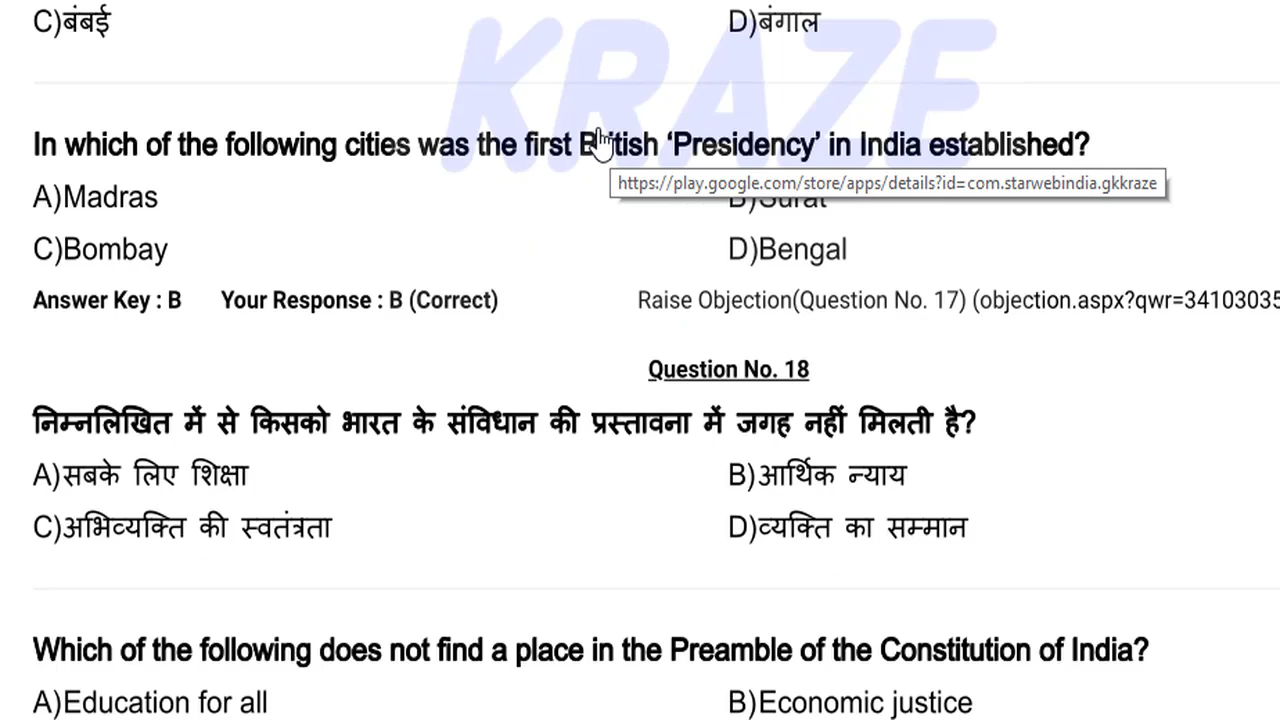 C)बंबई D)बंगाल
KRAZE
In which of the following cities was the first British ‘Presidency’ in India established?
https://play.google.com/store/apps/details?id=com.starwebindia.gkkraze
A)Madras B)Surat
C)Bombay D)Bengal
Answer Key : B Your Response : B (Correct) Raise Objection(Question No. 17) (objection.aspx?qwr=34103035
Question No. 18
निम्नलिखित में से किसको भारत के संविधान की प्रस्तावना में जगह नहीं मिलती है?
A)सबके लिए शिक्षा B)आर्थिक न्याय
C)अभिव्यक्ति की स्वतंत्रता D)व्यक्ति का सम्मान
Which of the following does not find a place in the Preamble of the Constitution of India?
A)Education for all B)Economic justice